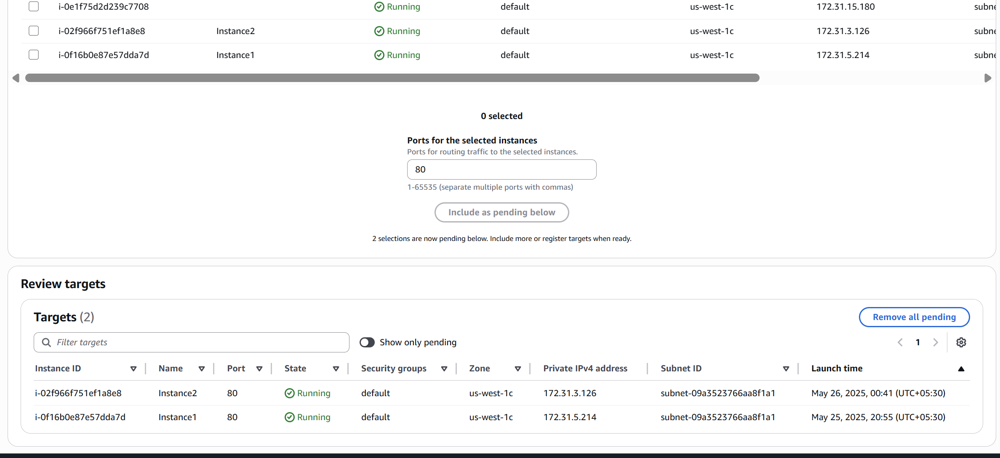 i-0e1f75d2d239c7708 Running default us-west-1c 172.31.15.180 subne
i-02f966f751ef1a8e8 Instance2 Running default us-west-1c 172.31.3.126 subne
i-0f16b0e87e57dda7d Instance1 Running default us-west-1c 172.31.5.214 subne
0 selected
Ports for the selected instances
Ports for routing traffic to the selected instances.
80
1-65535 (separate multiple ports with commas)
Include as pending below
2 selections are now pending below. Include more or register targets when ready.
Review targets
Targets (2) Remove all pending
Filter targets Show only pending 1
Instance ID Name Port State Security groups Zone Private IPv4 address Subnet ID Launch time
i-02f966f751ef1a8e8 Instance2 80 Running default us-west-1c 172.31.3.126 subnet-09a3523766aa8f1a1 May 26, 2025, 00:41 (UTC+05:30)
i-0f16b0e87e57dda7d Instance1 80 Running default us-west-1c 172.31.5.214 subnet-09a3523766aa8f1a1 May 25, 2025, 20:55 (UTC+05:30)